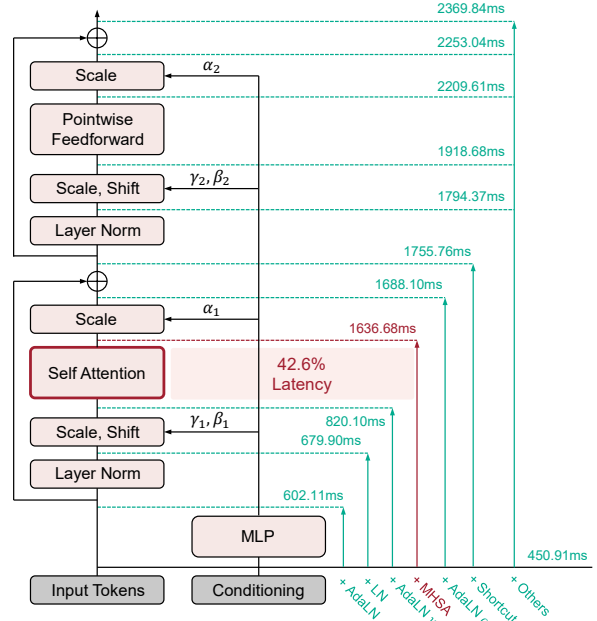 2369.84ms
2253.04ms
Scale
α₂
2209.61ms
Pointwise
Feedforward
1918.68ms
Scale, Shift
γ₂, β₂
1794.37ms
Layer Norm
1755.76ms
1688.10ms
Scale
α₁
1636.68ms
Self Attention
42.6%
Latency
820.10ms
Scale, Shift
γ₁, β₁
679.90ms
Layer Norm
602.11ms
MLP
450.91ms
Input Tokens
Conditioning
+ AdaLN
+ LN
+ AdaLN
+ MHSA
+ AdaLN
+ Shortcut
+ Others